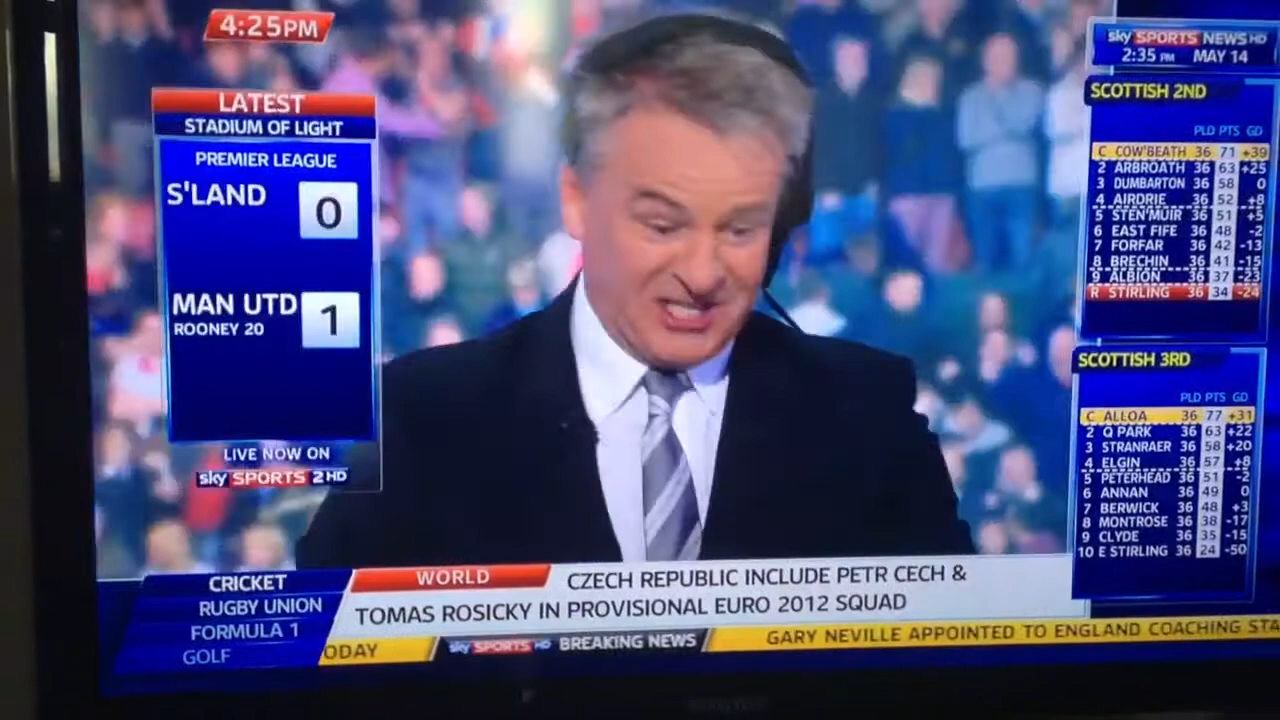 4:25PM
LATEST
STADIUM OF LIGHT
PREMIER LEAGUE
S'LAND 0
MAN UTD 1
ROONEY 20
LIVE NOW ON
sky SPORTS 2 HD
sky SPORTS NEWS HD
2:35 PM MAY 14
SCOTTISH 2ND
PLD PTS GD
C COW'BEATH 36 71 +39
2 ARBROATH 36 63 +25
3 DUMBARTON 36 58 0
4 AIRDRIE 36 52 +8
5 STEN'MUIR 36 51 +5
6 EAST FIFE 36 48 -2
7 FORFAR 36 42 -13
8 BRECHIN 36 41 -15
9 ALBION 36 37 -23
R STIRLING 36 34 -24
SCOTTISH 3RD
PLD PTS GD
C ALLOA 36 77 +31
2 Q PARK 36 63 +22
3 STRANRAER 36 58 +20
4 ELGIN 36 57 +8
5 PETERHEAD 36 51 -2
6 ANNAN 36 49 0
7 BERWICK 36 48 +3
8 MONTROSE 36 38 -17
9 CLYDE 36 35 -15
10 E STIRLING 36 24 -50
CRICKET
RUGBY UNION
FORMULA 1
GOLF
WORLD
CZECH REPUBLIC INCLUDE PETR CECH &
TOMAS ROSICKY IN PROVISIONAL EURO 2012 SQUAD
ODAY sky SPORTS HD BREAKING NEWS GARY NEVILLE APPOINTED TO ENGLAND COACHING STA